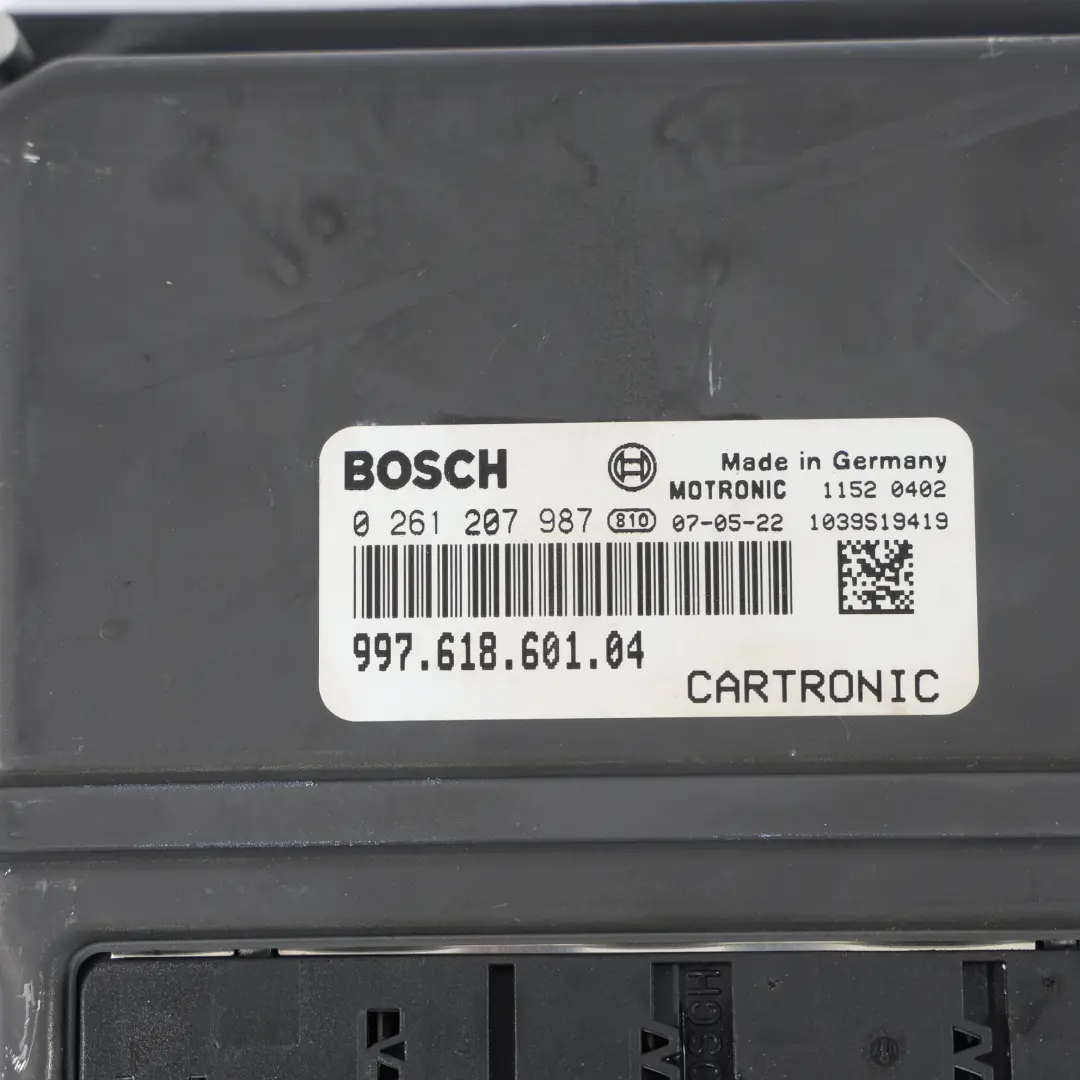 BOSCH Made in Germany
MOTRONIC 1152 0402
0 261 207 987 810 07-05-22 1039S19419
997.618.601.04
CARTRONIC
BOSCH